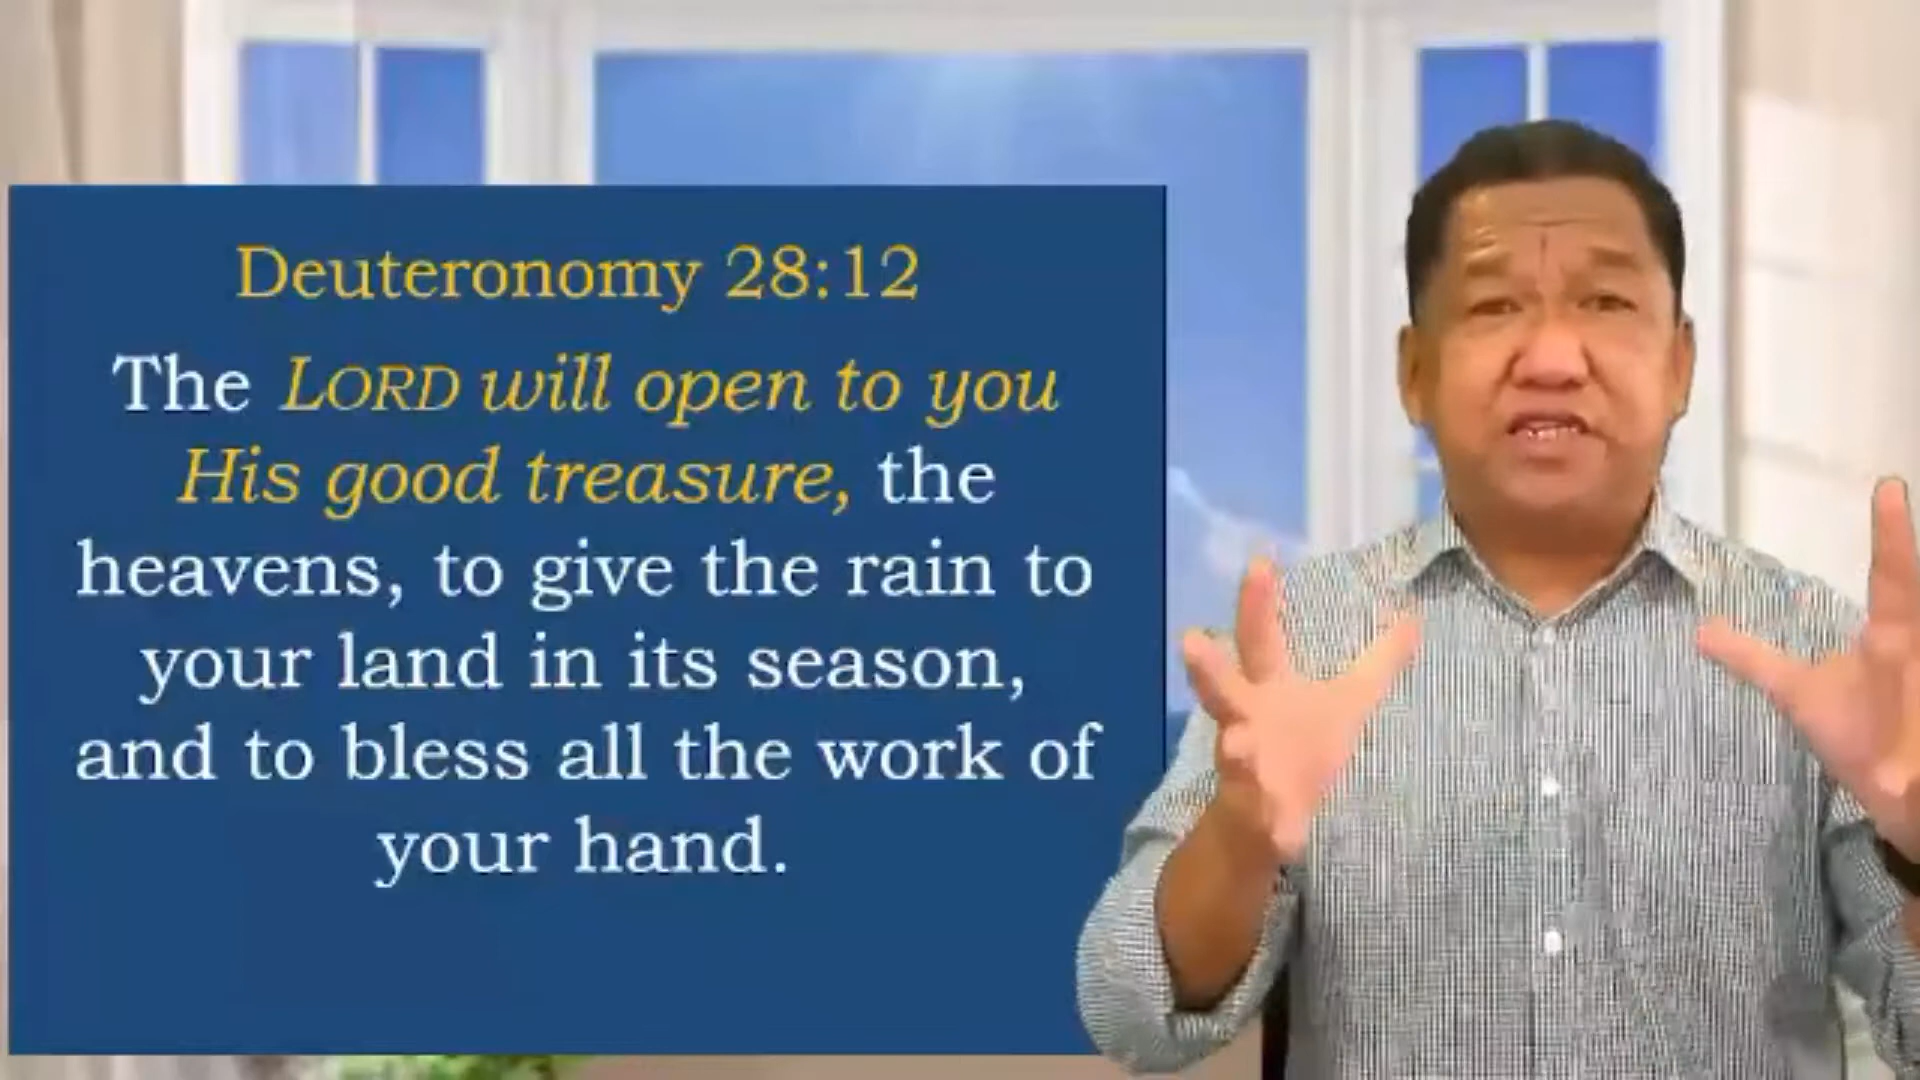 Deuteronomy 28:12
The LORD will open to you
His good treasure, the
heavens, to give the rain to
your land in its season,
and to bless all the work of
your hand.